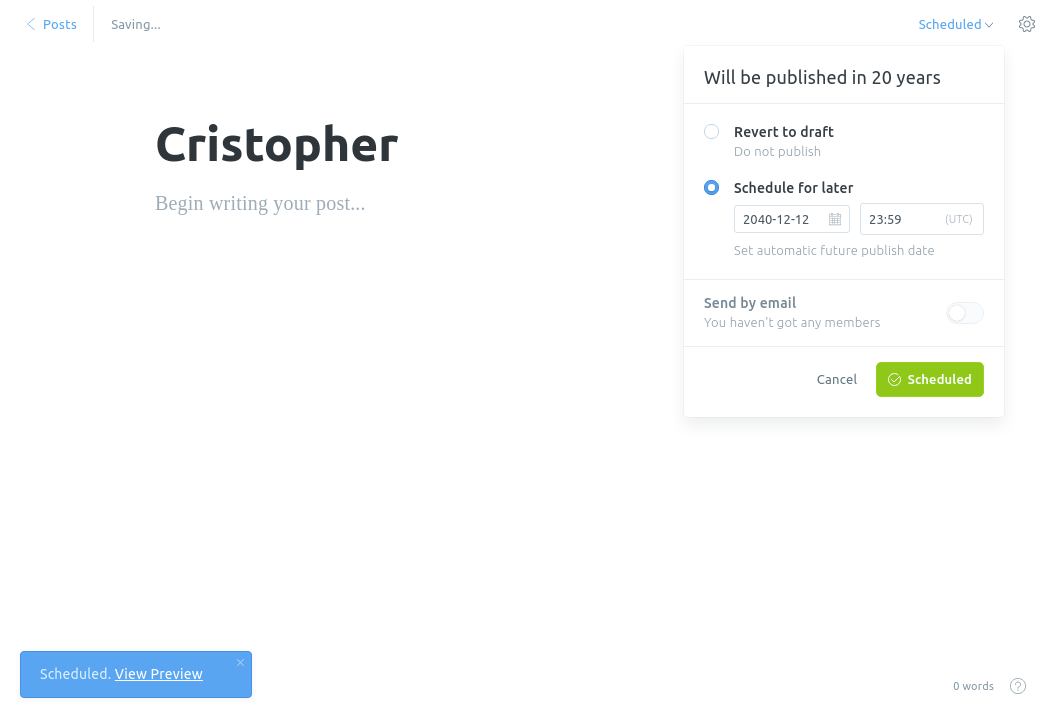 Posts
Saving...
Scheduled
Will be published in 20 years
Cristopher
Revert to draft
Do not publish
Begin writing your post...
Schedule for later
2040-12-12
23:59 (UTC)
Set automatic future publish date
Send by email
You haven't got any members
Cancel
Scheduled
Scheduled. View Preview
0 words